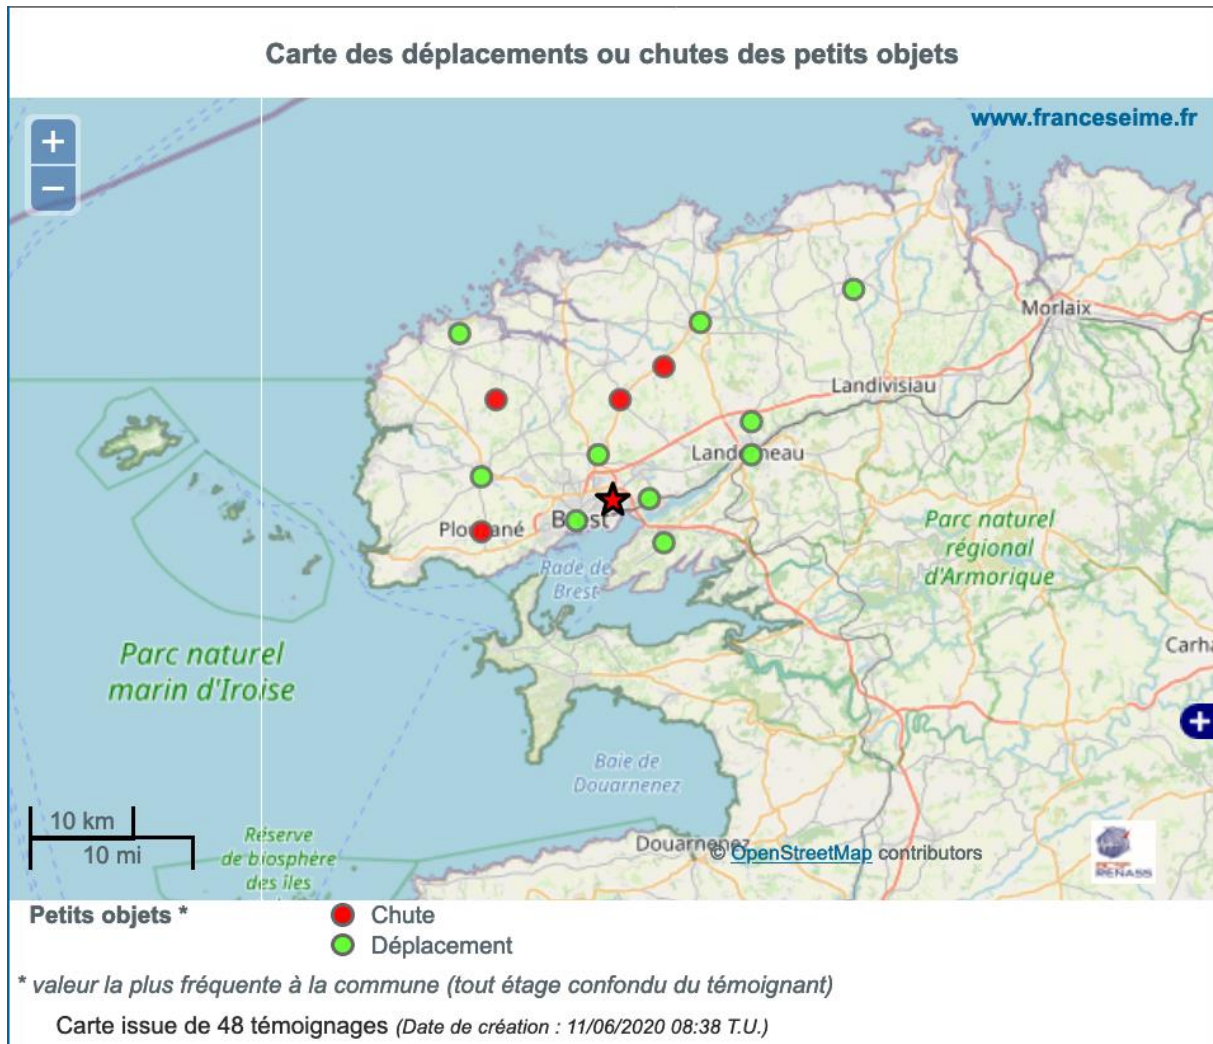 Carte des déplacements ou chutes des petits objets
www.franceseime.fr
+
−
Morlaix
Landivisiau
Landerneau
Brest
Plouzané
Parc naturel
régional
d'Armorique
Rade de
Brest
Carha
Parc naturel
marin d'Iroise
+
Baie de
Douarnenez
10 km
10 mi
Réserve
de biosphère
des îles
Douarnenez
© OpenStreetMap contributors
RENASS
Petits objets *
Chute
Déplacement
* valeur la plus fréquente à la commune (tout étage confondu du témoignant)
Carte issue de 48 témoignages (Date de création : 11/06/2020 08:38 T.U.)